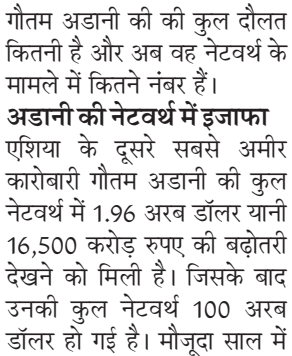 गौतम अडानी की की कुल दौलत
कितनी है और अब वह नेटवर्थ के
मामले में कितने नंबर हैं।
अडानी की नेटवर्थ में इजाफा
एशिया के दूसरे सबसे अमीर
कारोबारी गौतम अडानी की कुल
नेटवर्थ में 1.96 अरब डॉलर यानी
16,500 करोड़ रुपए की बढ़ोतरी
देखने को मिली है। जिसके बाद
उनकी कुल नेटवर्थ 100 अरब
डॉलर हो गई है। मौजूदा साल में